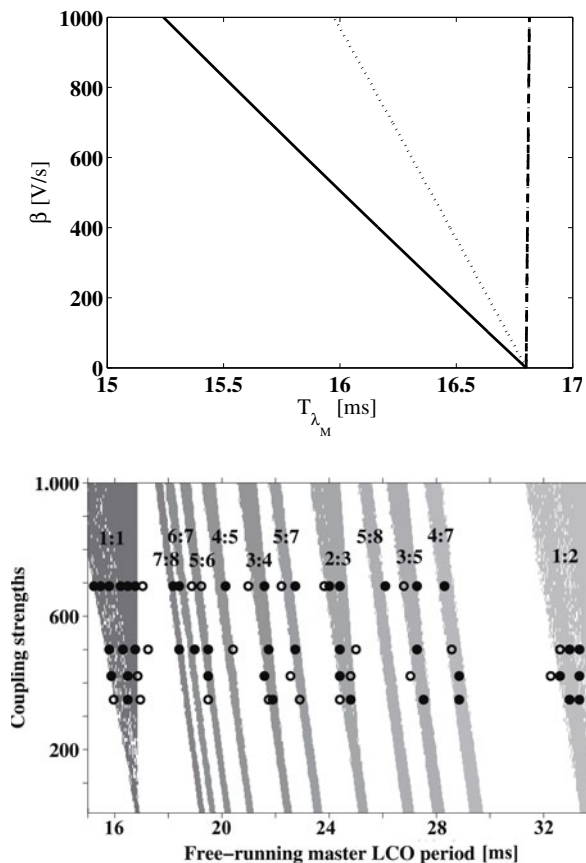 1000
800
600
400
200
0
β [V/s]
15 15.5 16 16.5 17
T_{λ_M} [ms]
1.000
600
200
Coupling strengths
1:1 6:7 4:5 5:7 5:8 4:7
7:8 5:6 3:4 2:3 3:5 1:2
16 20 24 28 32
Free-running master LCO period [ms]